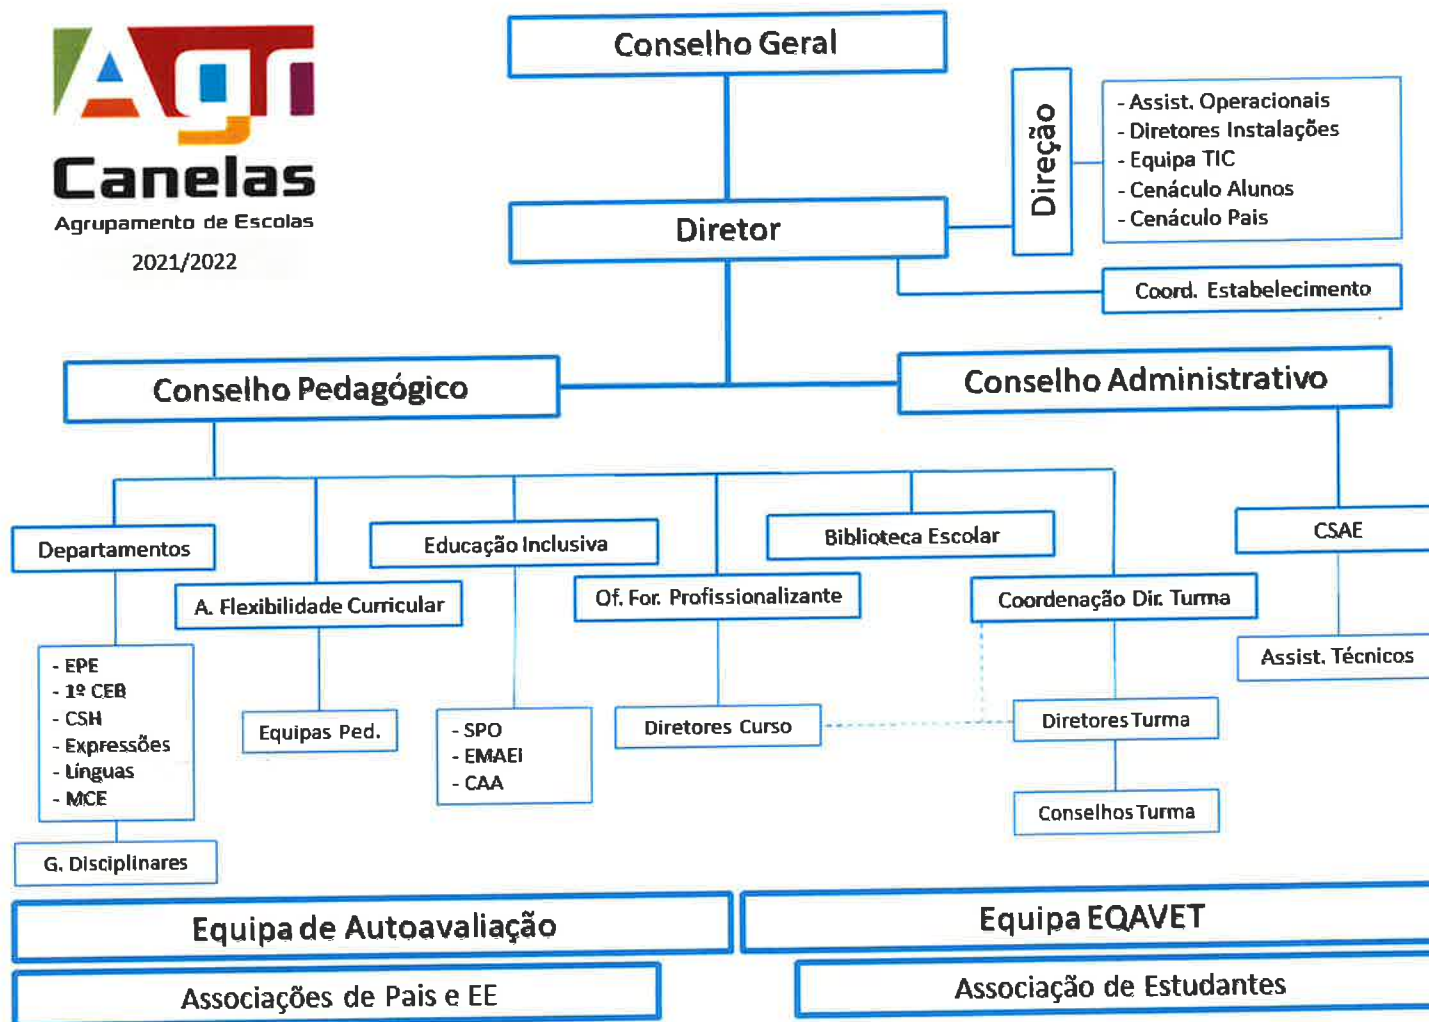 Agri
Canelas
Agrupamento de Escolas
2021/2022
Conselho Geral
Direção
- Assist. Operacionais
- Diretores Instalações
- Equipa TIC
- Cenáculo Alunos
- Cenáculo Pais
Diretor
Coord. Estabelecimento
Conselho Pedagógico
Conselho Administrativo
Departamentos
A. Flexibilidade Curricular
Educação Inclusiva
Of. For. Profissionalizante
Biblioteca Escolar
Coordenação Dir. Turma
CSAE
Assist. Técnicos
- EPE
- 1º CEB
- CSH
- Expressões
- Línguas
- MCE
Equipas Ped.
- SPO
- EMAEI
- CAA
Diretores Curso
Diretores Turma
Conselhos Turma
G. Disciplinares
Equipa de Autoavaliação
Equipa EQAVET
Associações de Pais e EE
Associação de Estudantes